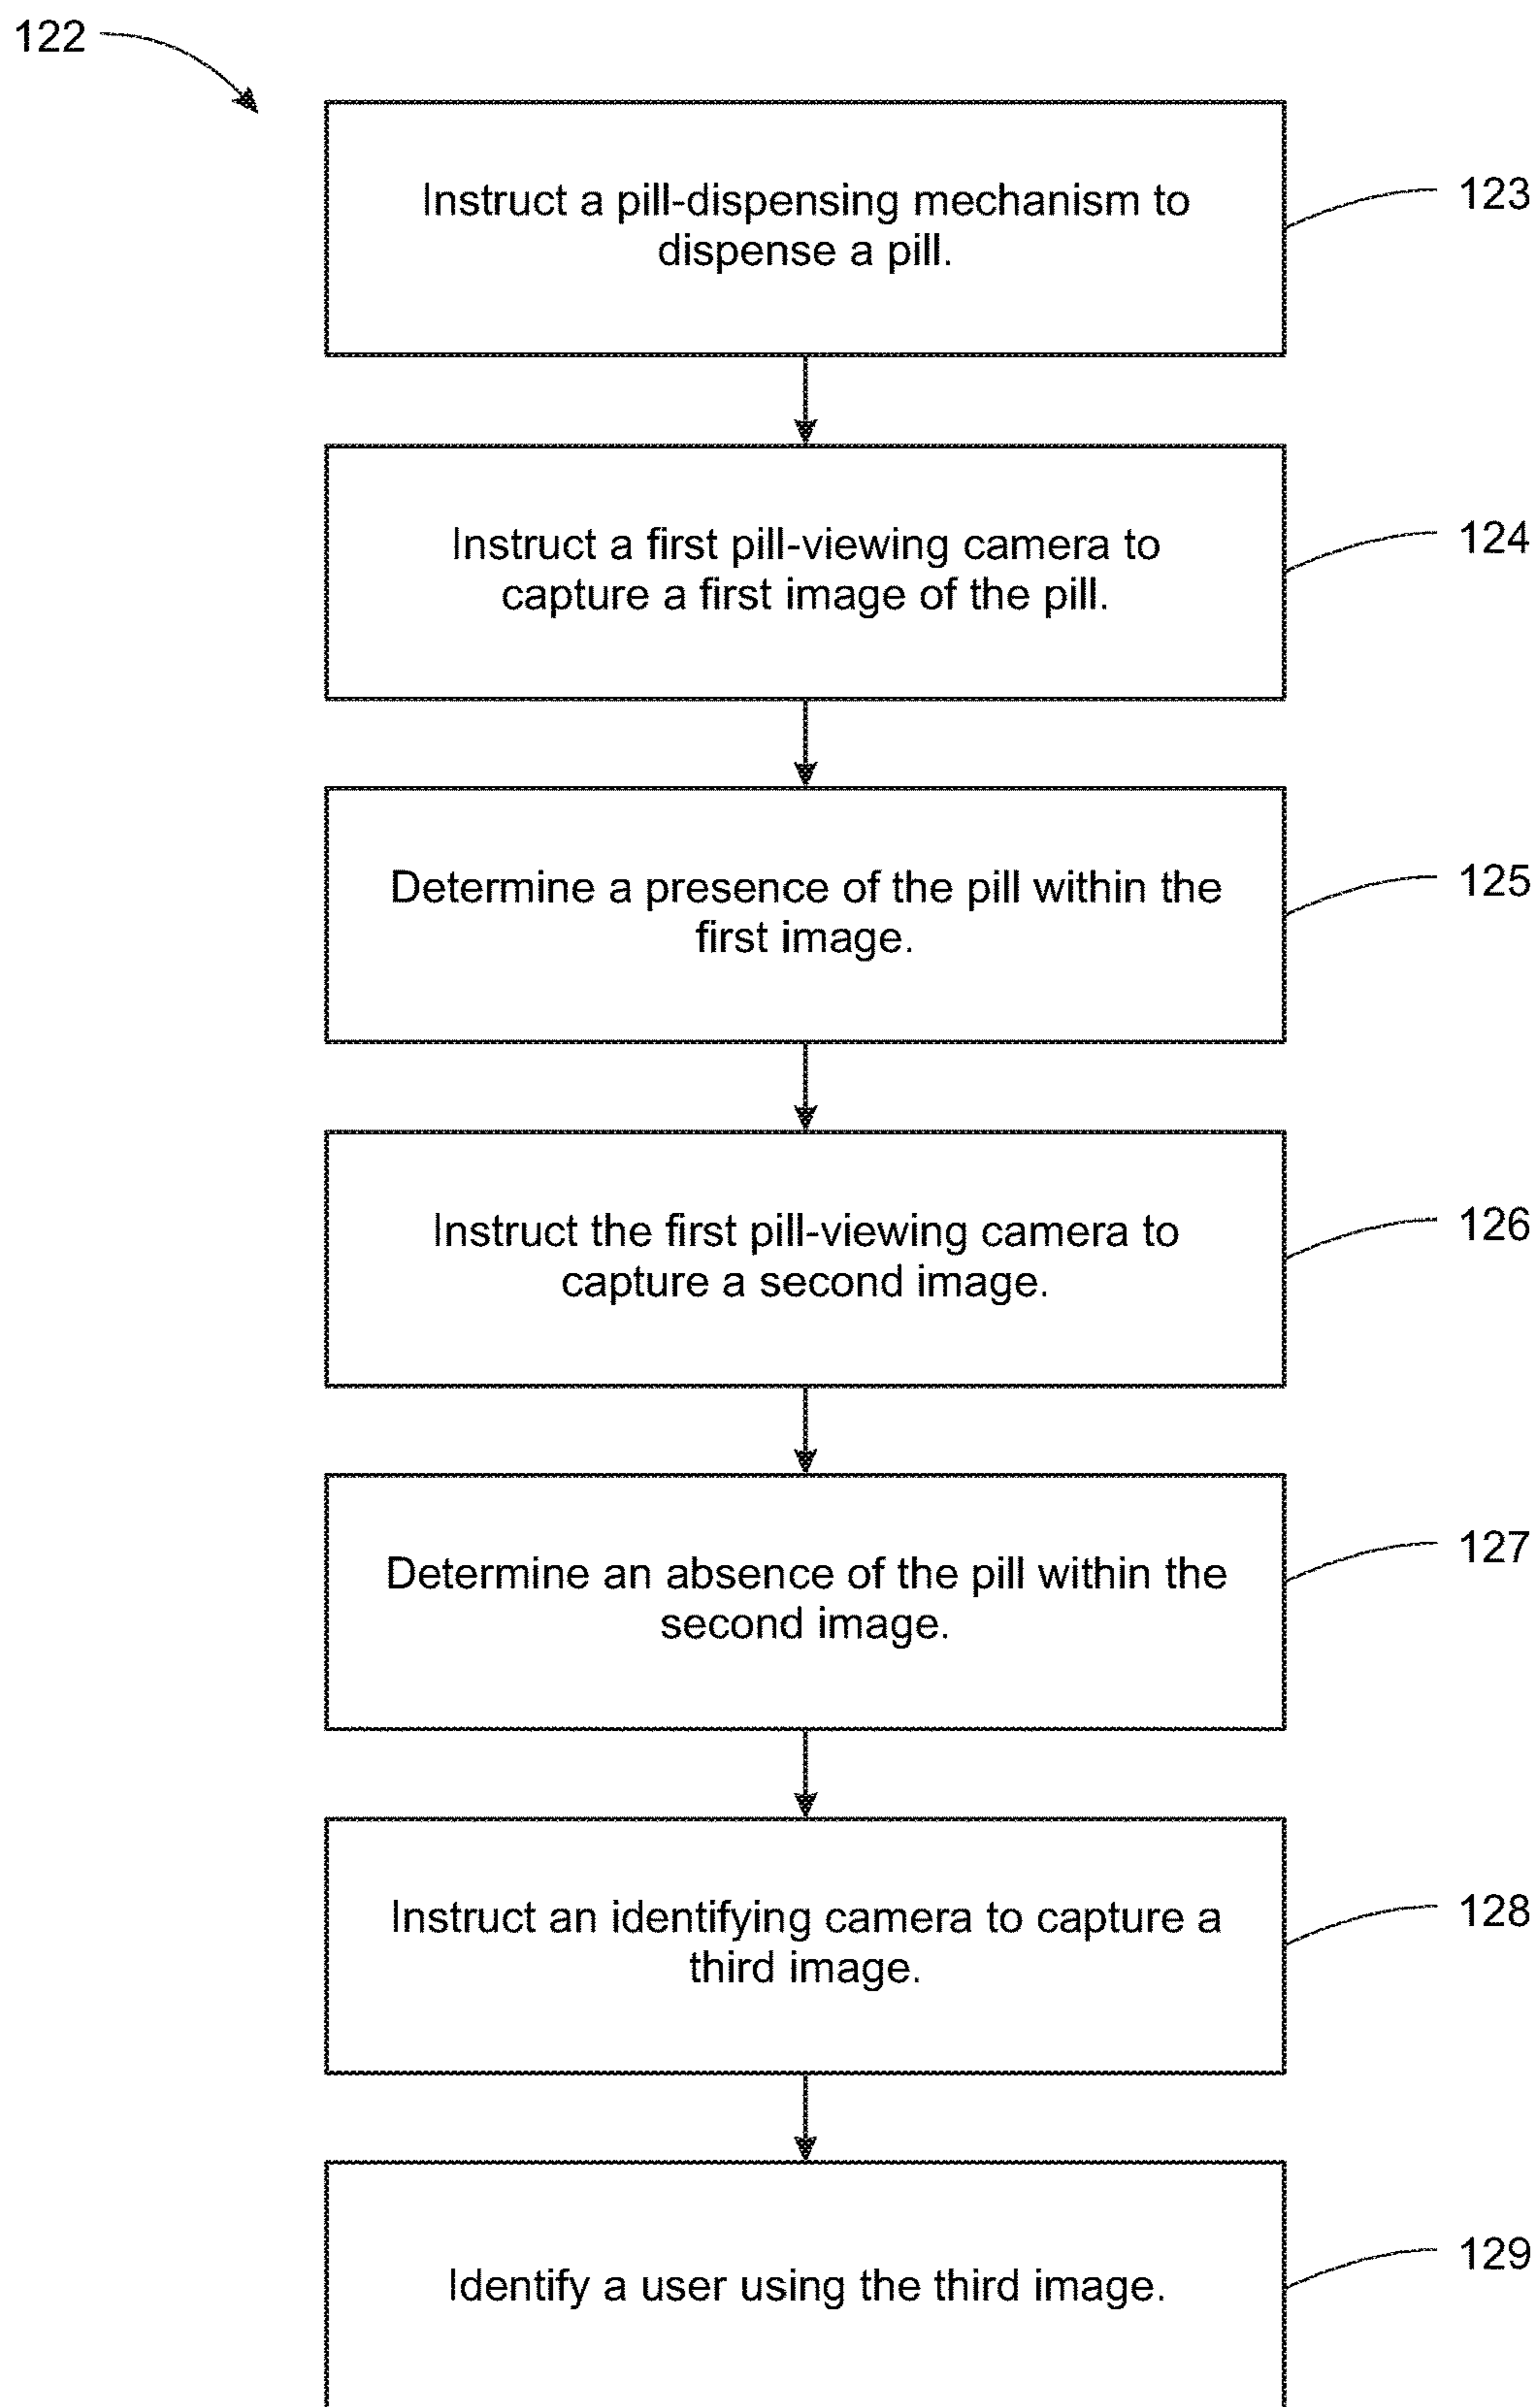 122
Instruct a pill-dispensing mechanism to
dispense a pill.
123
Instruct a first pill-viewing camera to
capture a first image of the pill.
124
Determine a presence of the pill within the
first image.
125
Instruct the first pill-viewing camera to
capture a second image.
126
Determine an absence of the pill within the
second image.
127
Instruct an identifying camera to capture a
third image.
128
Identify a user using the third image.
129